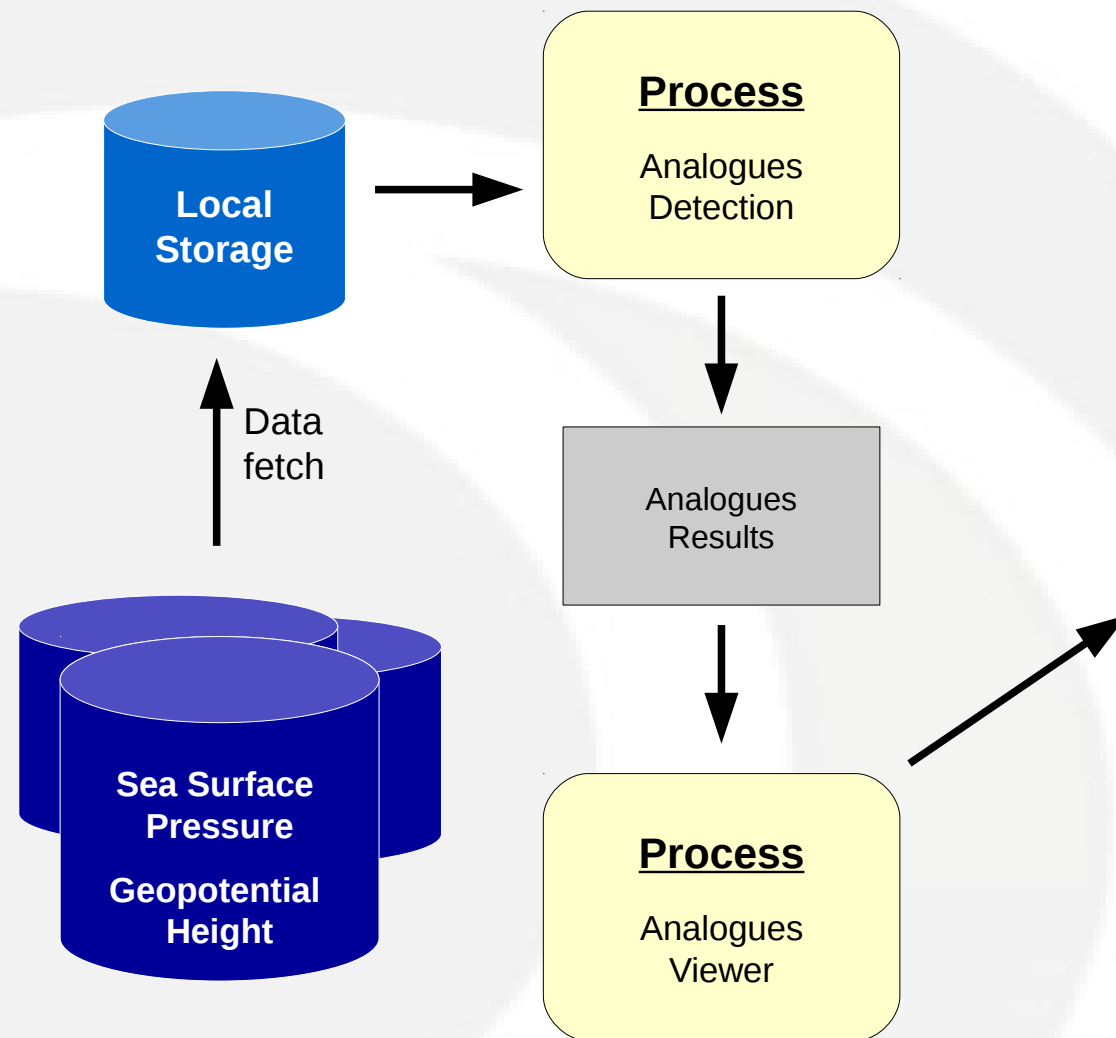 Local
Storage
Data
fetch
Sea Surface
Pressure
Geopotential
Height
Process
Analogues
Detection
Analogues
Results
Process
Analogues
Viewer